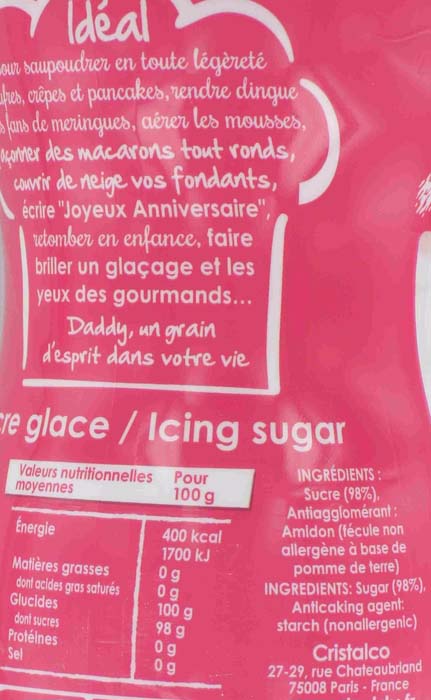 Idéal
saupoudrer en toute légèreté
crêpes et pancakes, rendre dingue
fans de meringues, aérer les mousses,
des macarons tout ronds,
couvrir de neige vos fondants,
écrire "Joyeux Anniversaire",
retomber en enfance, faire
briller un glaçage et les
yeux des gourmands...
Daddy, un grain
d'esprit dans votre vie
cre glace / Icing sugar
Valeurs nutritionnelles moyennes Pour 100 g
Énergie 400 kcal
1700 kJ
Matières grasses 0 g
dont acides gras saturés 0 g
Glucides 100 g
dont sucres 98 g
Protéines 0 g
Sel 0 g
INGRÉDIENTS :
Sucre (98%),
Antiagglomérant :
Amidon (fécule non
allergène à base de
pomme de terre)
INGREDIENTS: Sugar (98%),
Anticaking agent:
starch (nonallergenic)
Cristalco
27-29, rue Chateaubriand
75008 Paris - France